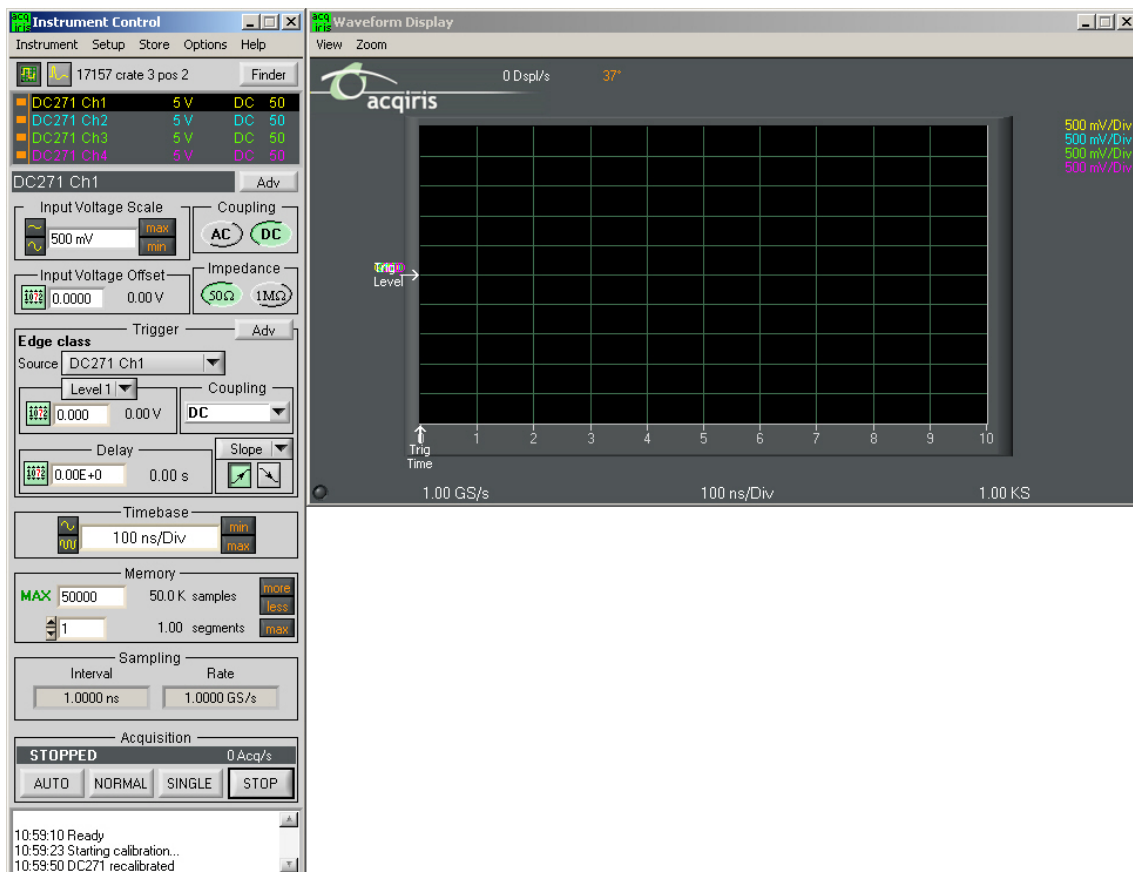 Instrument Control
Instrument Setup Store Options Help
17157 crate 3 pos 2 Finder
DC271 Ch1 5 V DC 50
DC271 Ch2 5 V DC 50
DC271 Ch3 5 V DC 50
DC271 Ch4 5 V DC 50
DC271 Ch1 Adv
Input Voltage Scale Coupling
500 mV max min AC DC
Input Voltage Offset Impedance
0.0000 0.00 V 50Ω 1MΩ
Trigger Adv
Edge class
Source DC271 Ch1
Level 1 Coupling
0.000 0.00 V DC
Delay Slope
0.00E+0 0.00 s
Timebase
100 ns/Div min max
Memory
MAX 50000 50.0 K samples more less
1 1.00 segments max
Sampling
Interval Rate
1.0000 ns 1.0000 GS/s
Acquisition
STOPPED 0 Acq/s
AUTO NORMAL SINGLE STOP
10:59:10 Ready
10:59:23 Starting calibration...
10:59:50 DC271 recalibrated
acq iris Waveform Display
View Zoom
0 Dspl/s 37°
acqiris
500 mV/Div
500 mV/Div
500 mV/Div
500 mV/Div
Trig
Level
1 2 3 4 5 6 7 8 9 10
Trig
Time
1.00 GS/s 100 ns/Div 1.00 KS